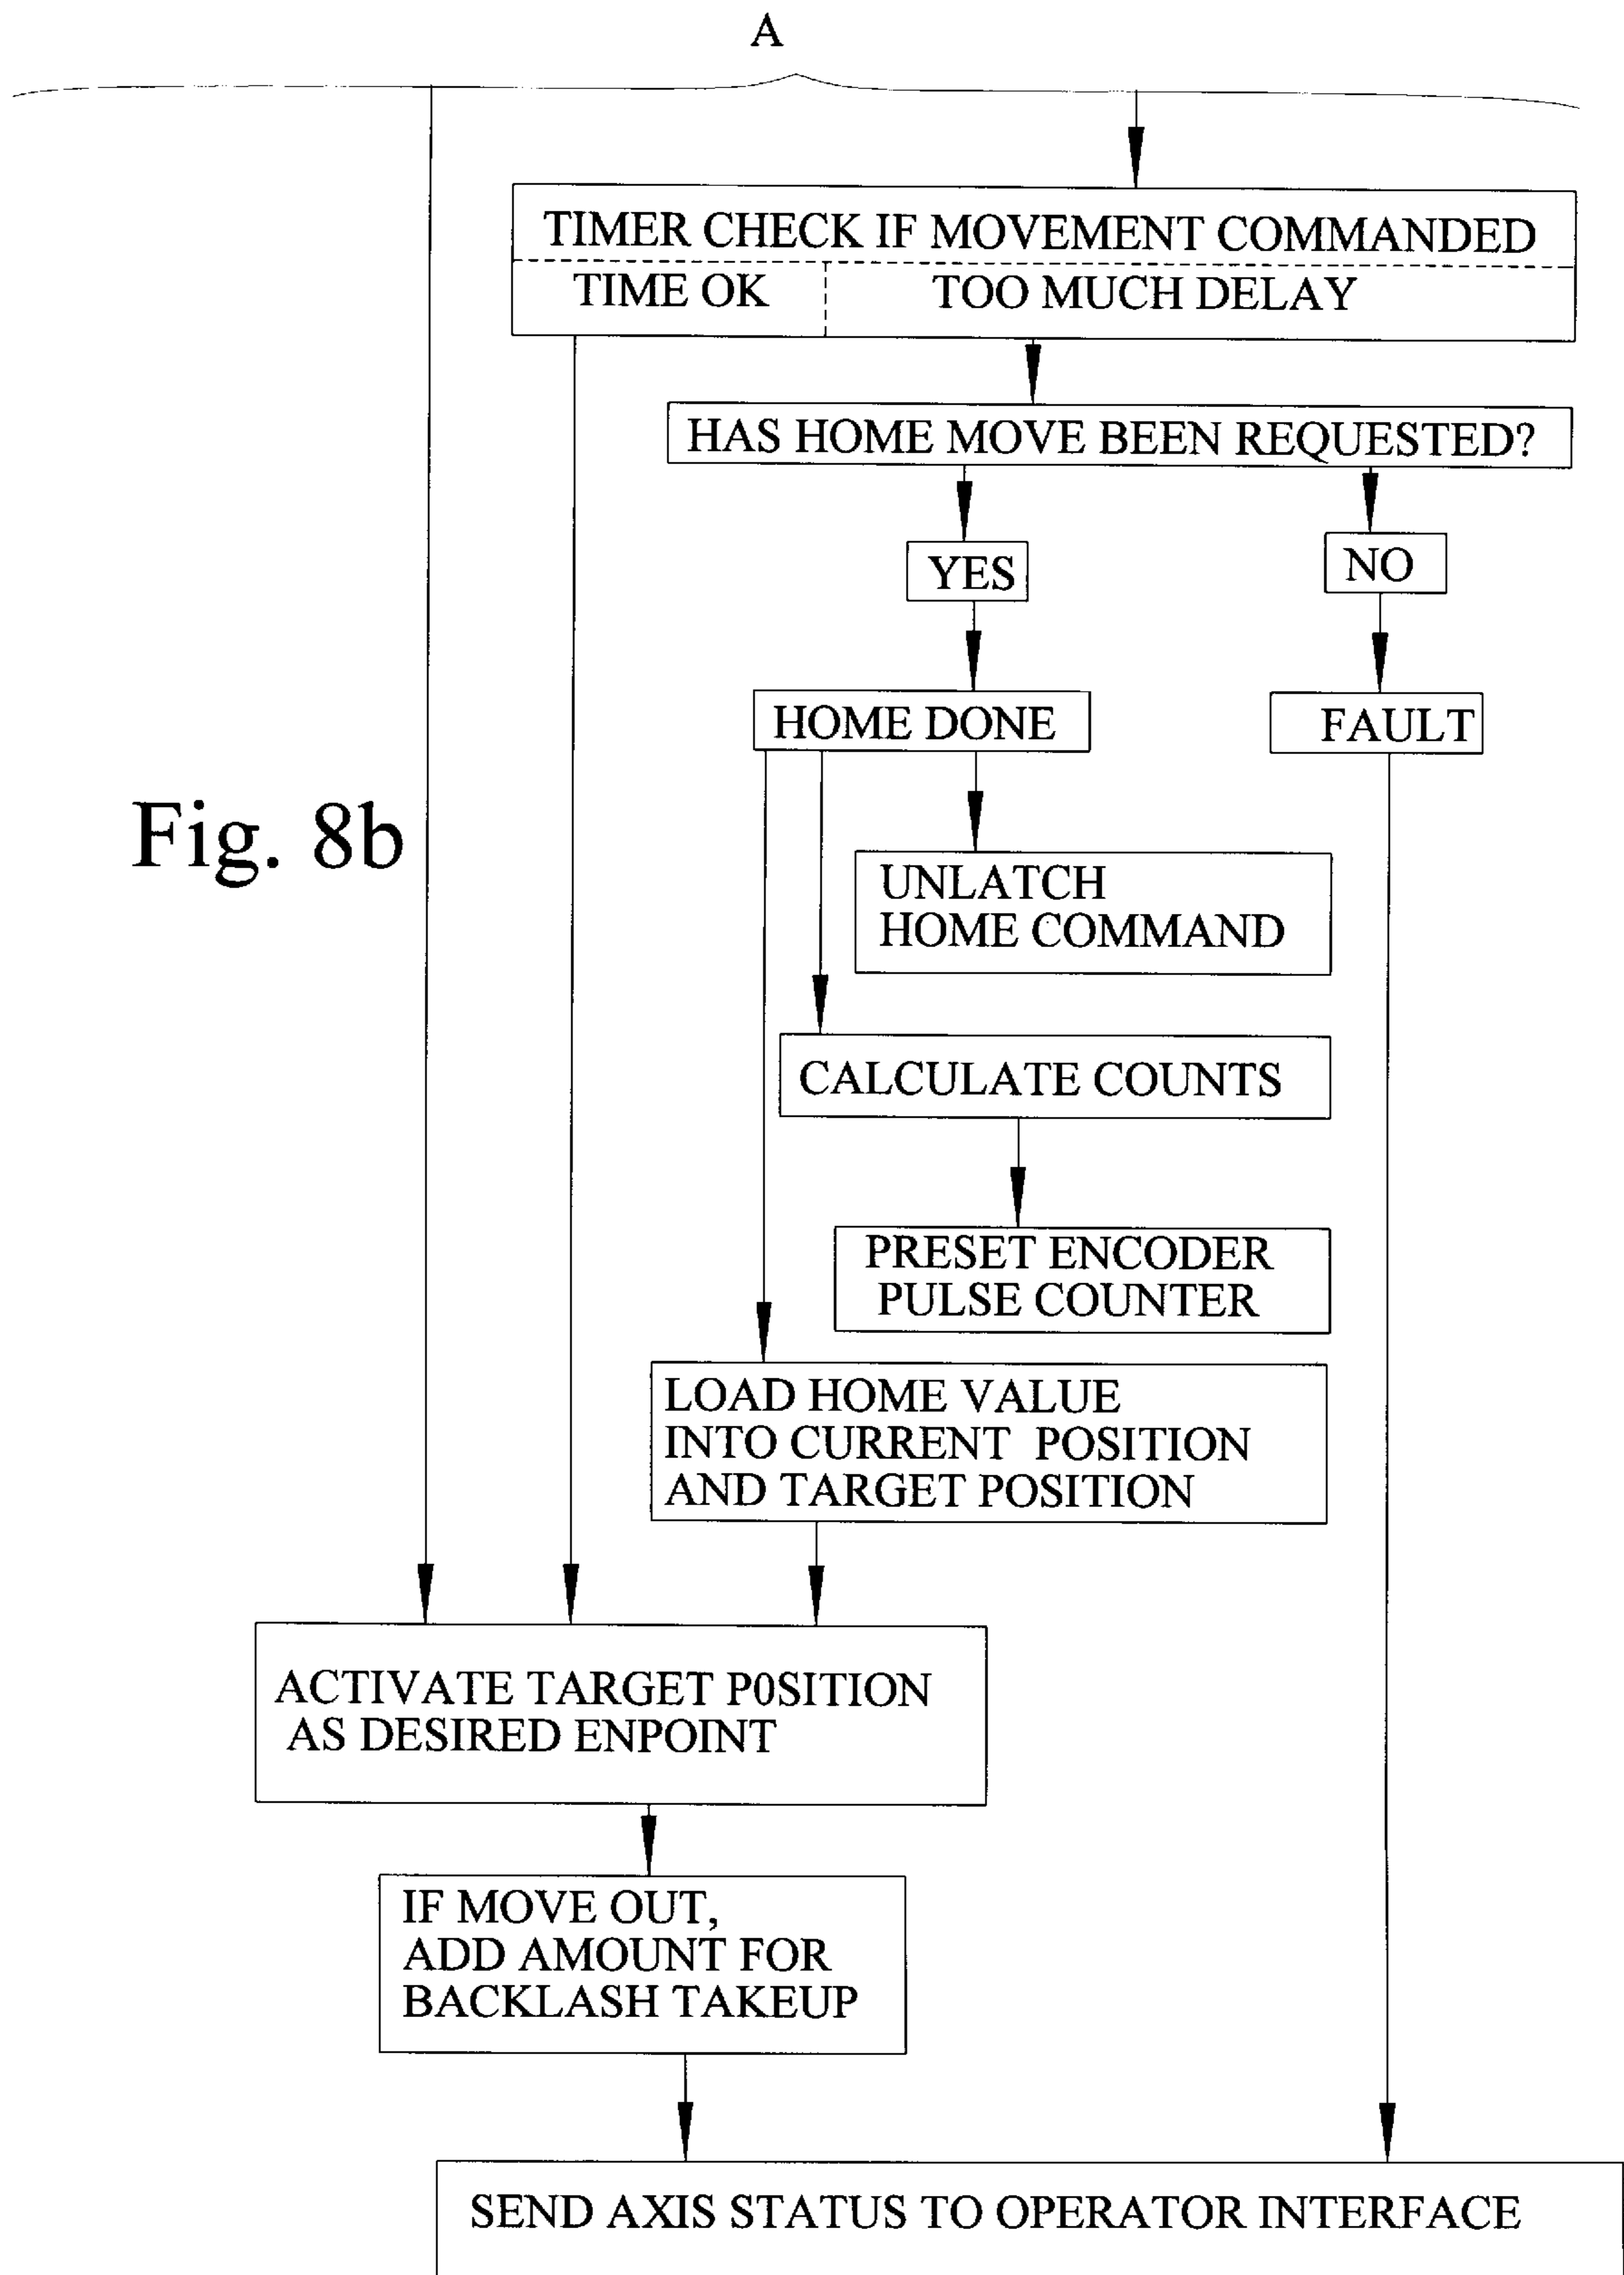 A
TIMER CHECK IF MOVEMENT COMMANDED
TIME OK
TOO MUCH DELAY
HAS HOME MOVE BEEN REQUESTED?
YES
NO
HOME DONE
FAULT
Fig. 8b
UNLATCH
HOME COMMAND
CALCULATE COUNTS
PRESET ENCODER
PULSE COUNTER
LOAD HOME VALUE
INTO CURRENT POSITION
AND TARGET POSITION
ACTIVATE TARGET P0SITION
AS DESIRED ENPOINT
IF MOVE OUT,
ADD AMOUNT FOR
BACKLASH TAKEUP
SEND AXIS STATUS TO OPERATOR INTERFACE